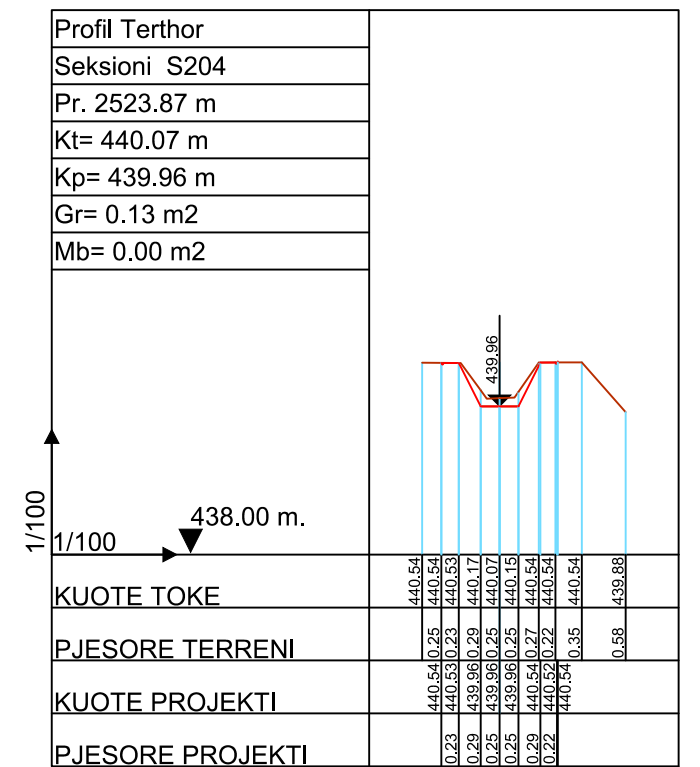 Profil Terthor
Seksioni S204
Pr. 2523.87 m
Kt= 440.07 m
Kp= 439.96 m
Gr= 0.13 m2
Mb= 0.00 m2
439.96
1/100
1/100
438.00 m.
KUOTE TOKE
440.54 440.54 440.53 440.17 440.07 440.15 440.54 440.54 440.54 439.88
PJESORE TERRENI
0.25 0.23 0.29 0.25 0.25 0.27 0.22 0.35 0.58
KUOTE PROJEKTI
440.54 440.53 439.96 439.96 439.96 440.54 440.52 440.54
PJESORE PROJEKTI
0.23 0.29 0.25 0.25 0.29 0.22